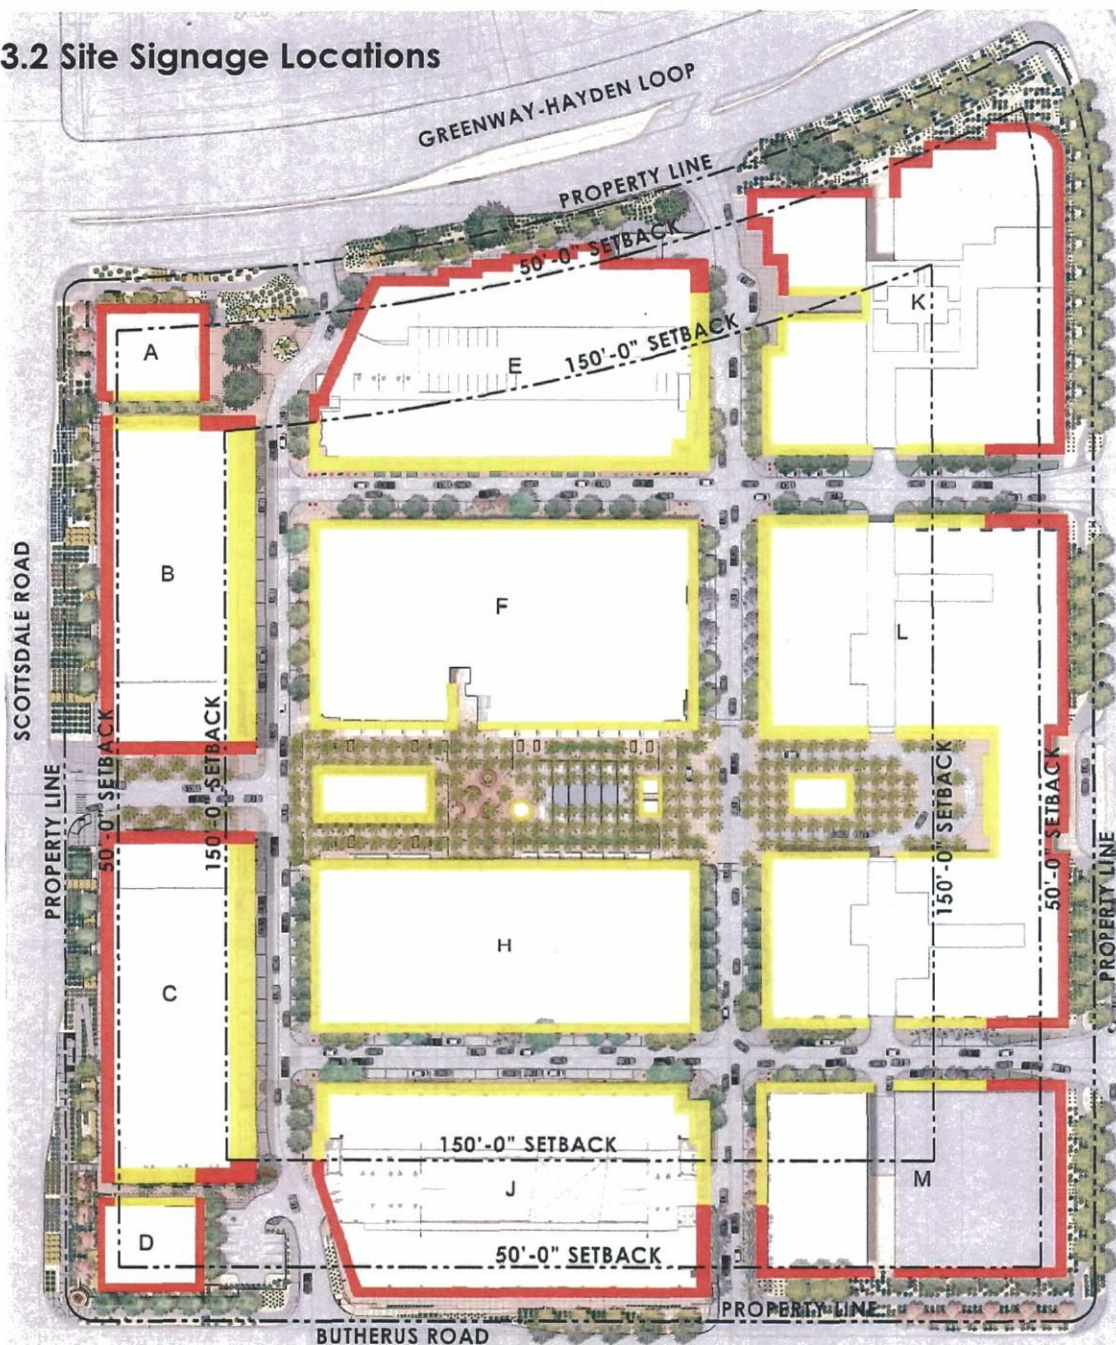 3.2 Site Signage Locations
GREENWAY-HAYDEN LOOP
PROPERTY LINE
50'-0" SETBACK
150'-0" SETBACK
A
E
K
B
F
L
SCOTTSDALE ROAD
PROPERTY LINE
50'-0" SETBACK
150'-0" SETBACK
150'-0" SETBACK
50'-0" SETBACK
PROPERTY LINE
C
H
150'-0" SETBACK
J
M
D
50'-0" SETBACK
PROPERTY LINE
BUTHERUS ROAD